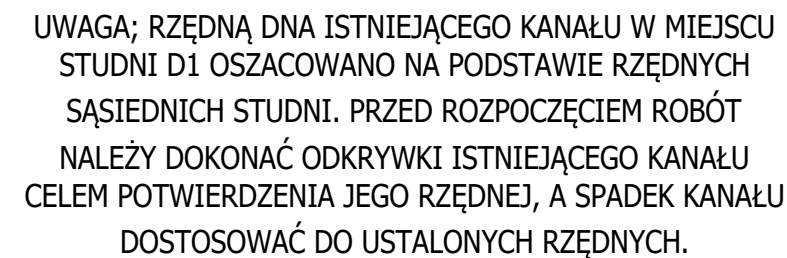 UWAGA; RZĘDNĄ DNA ISTNIEJĄCEGO KANAŁU W MIEJSCU
STUDNI D1 OSZACOWANO NA PODSTAWIE RZĘDNYCH
SĄSIEDNICH STUDNI. PRZED ROZPOCZĘCIEM ROBÓT
NALEŻY DOKONAĆ ODKRYWKI ISTNIEJĄCEGO KANAŁU
CELEM POTWIERDZENIA JEGO RZĘDNEJ, A SPADEK KANAŁU
DOSTOSOWAĆ DO USTALONYCH RZĘDNYCH.